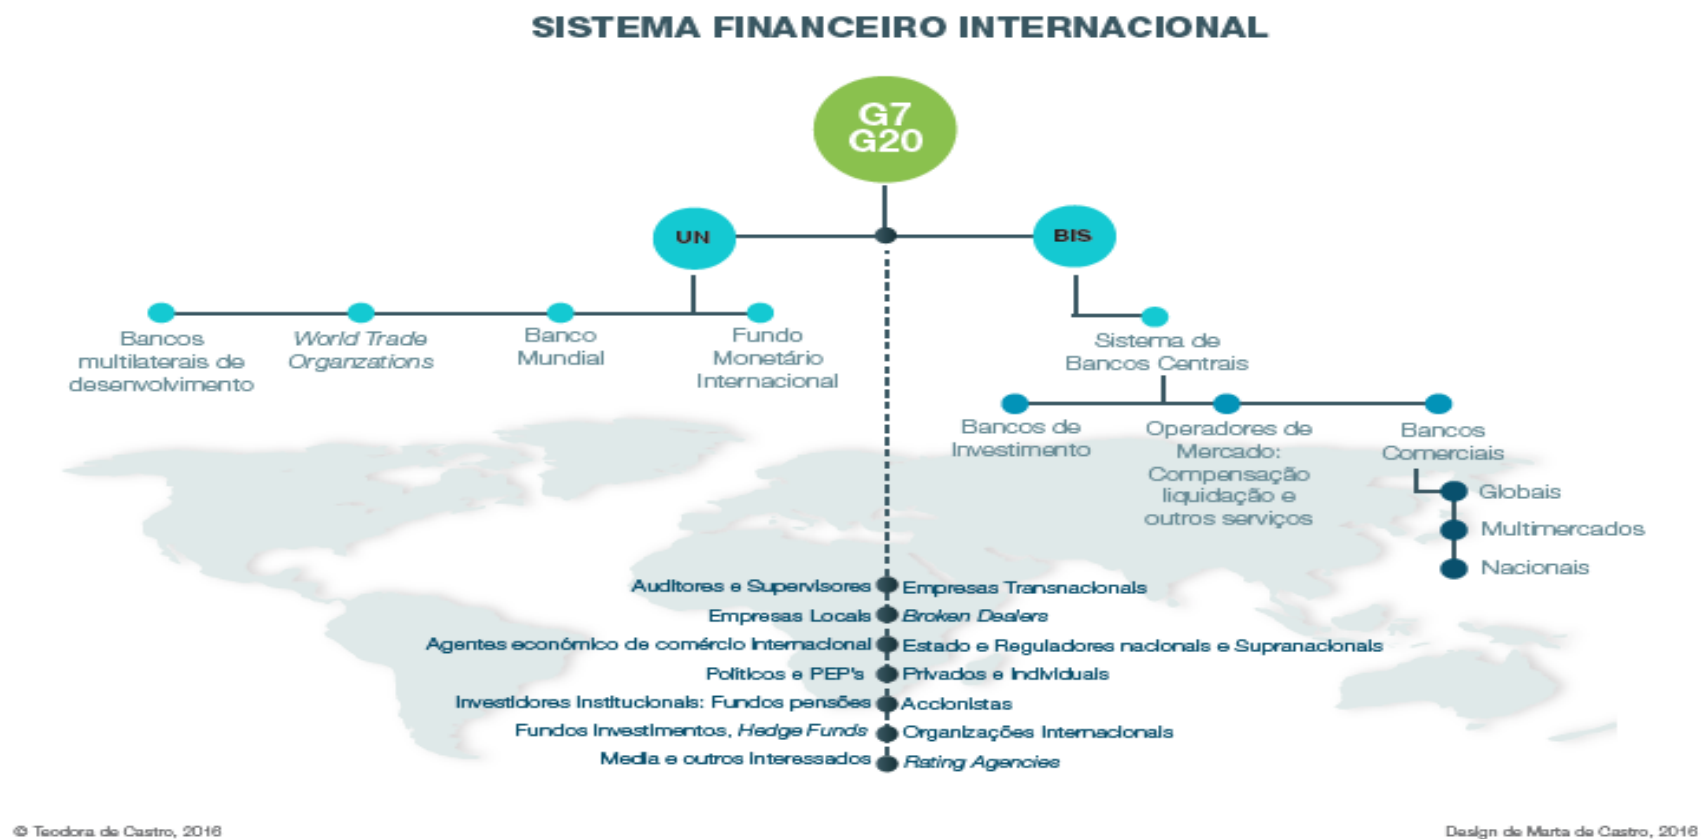 SISTEMA FINANCEIRO INTERNACIONAL
G7
G20
UN
BIS
Bancos
multilaterais de
desenvolvimento
World Trade
Organzations
Banco
Mundial
Fundo
Monetário
Internacional
Sistema de
Bancos Centrais
Bancos de
Investimento
Operadores de
Mercado:
Compensação
liquidação e
outros serviços
Bancos
Comerciais
Globais
Multimercados
Nacionais
Auditores e Supervisores
Empresas Transnacionais
Empresas Locais
Broken Dealers
Agentes económico de comércio internacional
Estado e Reguladores nacionais e Supranacionais
Políticos e PEP's
Privados e Individuais
Investidores Institucionais: Fundos pensões
Accionistas
Fundos Investimentos, Hedge Funds
Organizações Internacionais
Media e outros Interessados
Rating Agencies
© Teodora de Castro, 2016
Design de Marta de Castro, 2016